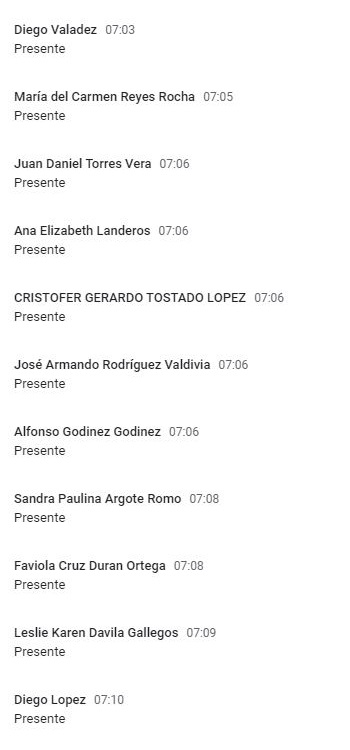 Diego Valadez 07:03
Presente
María del Carmen Reyes Rocha 07:05
Presente
Juan Daniel Torres Vera 07:06
Presente
Ana Elizabeth Landeros 07:06
Presente
CRISTOFER GERARDO TOSTADO LOPEZ 07:06
Presente
José Armando Rodríguez Valdivia 07:06
Presente
Alfonso Godinez Godinez 07:06
Presente
Sandra Paulina Argote Romo 07:08
Presente
Faviola Cruz Duran Ortega 07:08
Presente
Leslie Karen Davila Gallegos 07:09
Presente
Diego Lopez 07:10
Presente